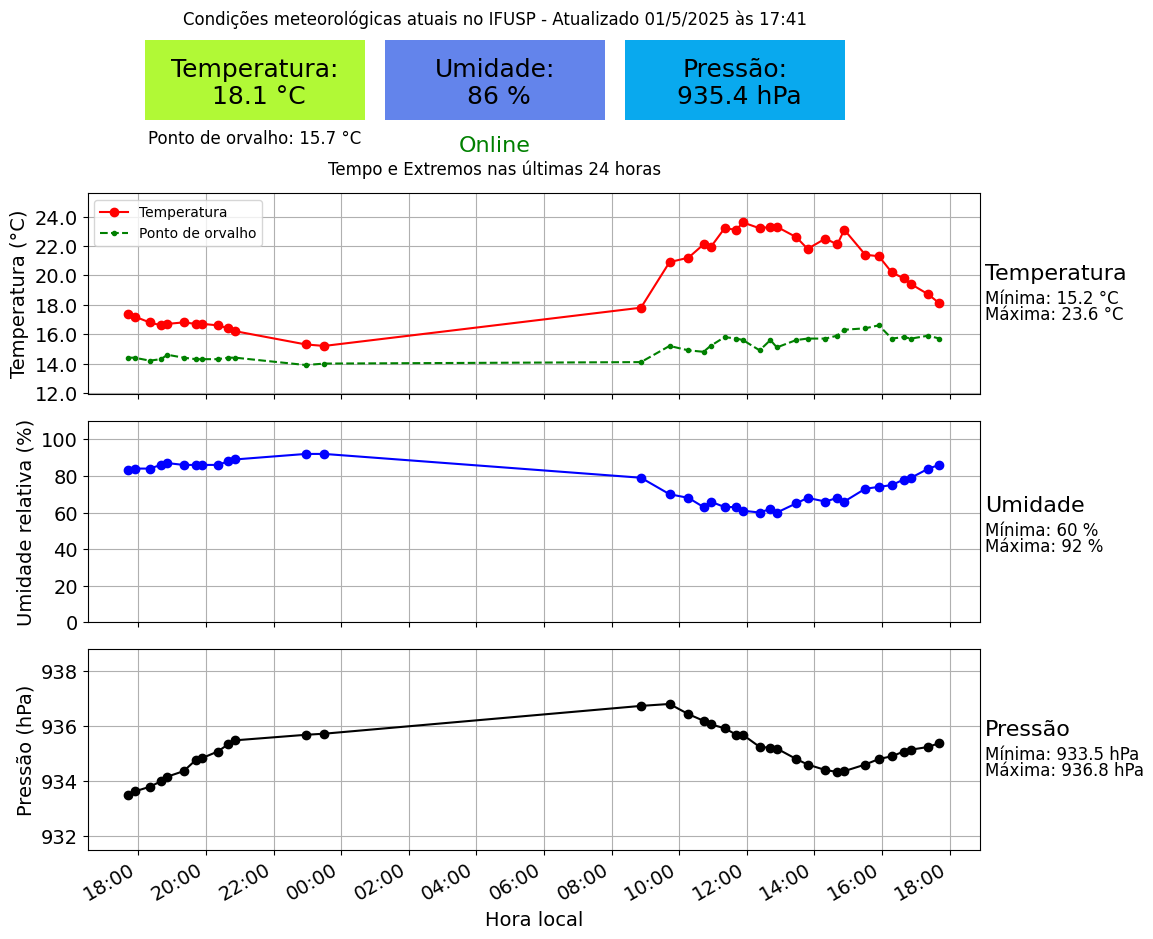 Condições meteorológicas atuais no IFUSP - Atualizado 01/5/2025 às 17:41
Temperatura:
18.1 °C
Umidade:
86 %
Pressão:
935.4 hPa
Ponto de orvalho: 15.7 °C
Online
Tempo e Extremos nas últimas 24 horas
Temperatura (°C)
24.0
22.0
20.0
18.0
16.0
14.0
12.0
Temperatura
Ponto de orvalho
Temperatura
Mínima: 15.2 °C
Máxima: 23.6 °C
Umidade relativa (%)
100
80
60
40
20
0
Umidade
Mínima: 60 %
Máxima: 92 %
Pressão (hPa)
938
936
934
932
Pressão
Mínima: 933.5 hPa
Máxima: 936.8 hPa
18:00
20:00
22:00
00:00
02:00
04:00
06:00
08:00
10:00
12:00
14:00
16:00
18:00
Hora local